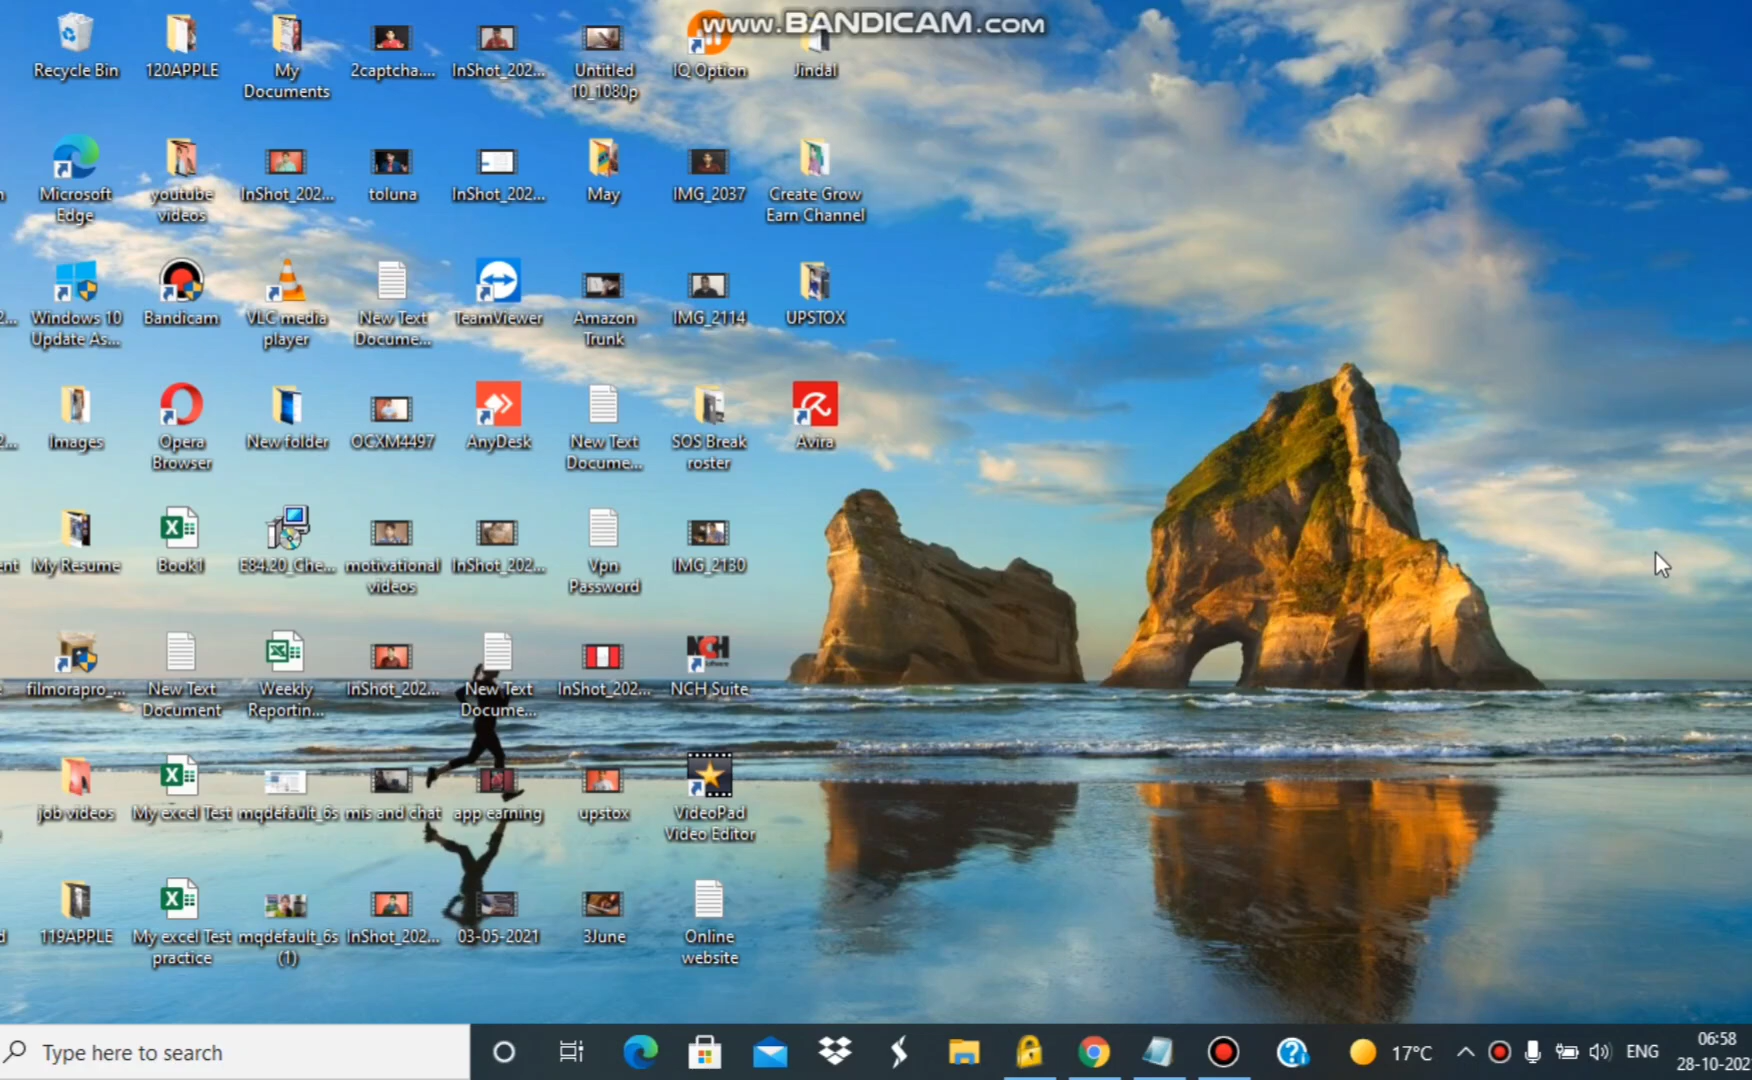 www.BANDICAM.com
Recycle Bin
120APPLE
My
Documents
2captcha....
InShot_202...
Untitled
10_1080p
IQ Option
Jindal
Microsoft
Edge
youtube
videos
InShot_202...
toluna
InShot_202...
May
IMG_2037
Create Grow
Earn Channel
Windows 10
Update As...
Bandicam
VLC media
player
New Text
Docume...
TeamViewer
Amazon
Trunk
IMG_2114
UPSTOX
Images
Opera
Browser
New folder
OCXM4497
AnyDesk
New Text
Docume...
SOS Break
roster
Avira
My Resume
Book1
E84.20_Che...
motivational
videos
InShot_202...
Vpn
Password
IMG_2130
filmorapro_...
New Text
Document
Weekly
Reportin...
InShot_202...
New Text
Docume...
InShot_202...
NCH
NCH Suite
job videos
My excel Test
mqdefault_6s
mis and chat
app earning
upstox
VideoPad
Video Editor
119APPLE
My excel Test
practice
mqdefault_6s
(1)
InShot_202...
03-05-2021
3June
Online
website
Type here to search
17°C
ENG
06:58
28-10-202